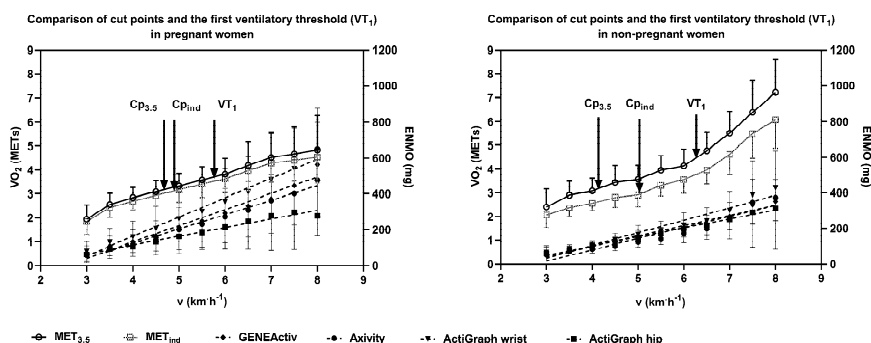 Comparison of cut points and the first ventilatory threshold (VT₁)
in pregnant women
Cp₃.₅ Cp_ind VT₁
VO₂ (METs)
9
8
7
6
5
4
3
2
1
0
1200
1000
800
600
400
200
0
ENMO (mg)
2 3 4 5 6 7 8 9
v (km·h⁻¹)
Comparison of cut points and the first ventilatory threshold (VT₁)
in non-pregnant women
Cp₃.₅ Cp_ind VT₁
VO₂ (METs)
9
8
7
6
5
4
3
2
1
0
1200
1000
800
600
400
200
0
ENMO (mg)
2 3 4 5 6 7 8 9
v (km·h⁻¹)
MET₃.₅ MET_ind GENEActiv Axivity ActiGraph wrist ActiGraph hip